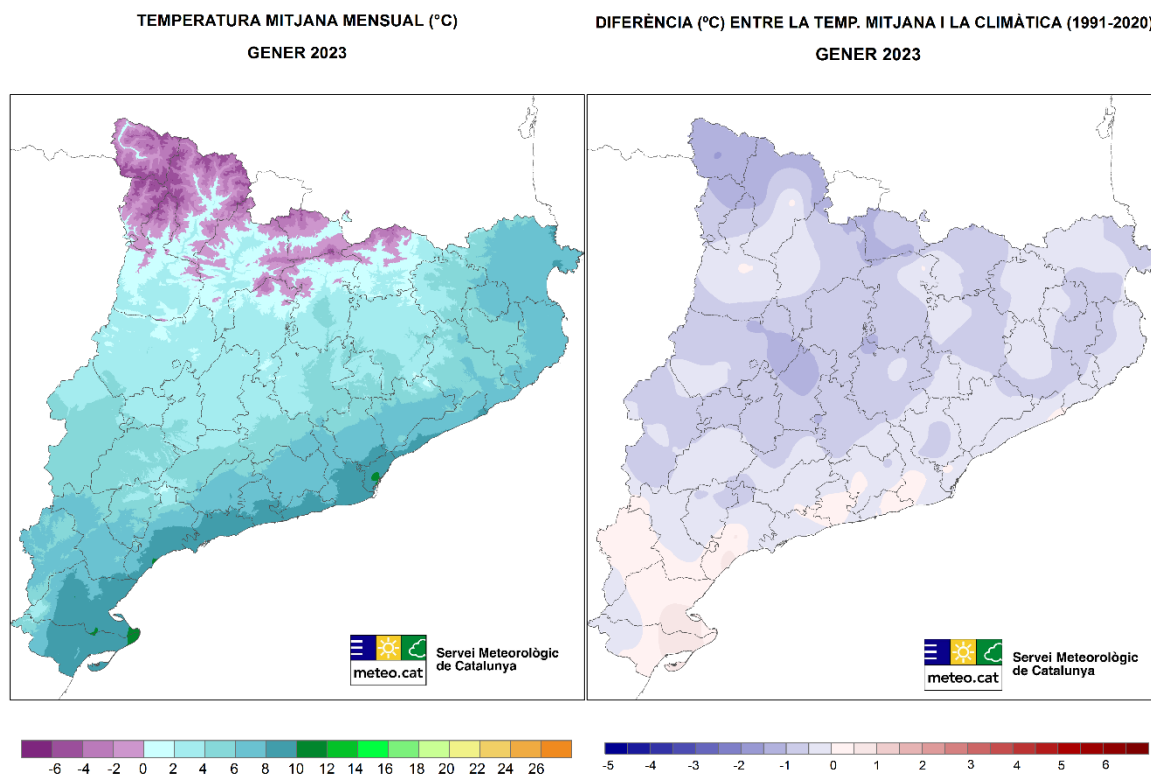 TEMPERATURA MITJANA MENSUAL (°C)
GENER 2023
DIFERÈNCIA (ºC) ENTRE LA TEMP. MITJANA I LA CLIMÀTICA (1991-2020)
GENER 2023
meteo.cat
Servei Meteorològic
de Catalunya
meteo.cat
Servei Meteorològic
de Catalunya
-6 -4 -2 0 2 4 6 8 10 12 14 16 18 20 22 24 26
-5 -4 -3 -2 -1 0 1 2 3 4 5 6